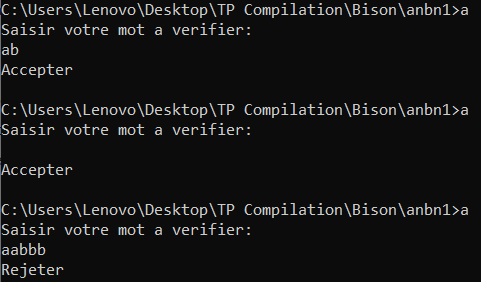 C:\Users\Lenovo\Desktop\TP Compilation\Bison\anbn1>a
Saisir votre mot a verifier:
ab
Accepter
C:\Users\Lenovo\Desktop\TP Compilation\Bison\anbn1>a
Saisir votre mot a verifier:
Accepter
C:\Users\Lenovo\Desktop\TP Compilation\Bison\anbn1>a
Saisir votre mot a verifier:
aabbb
Rejeter